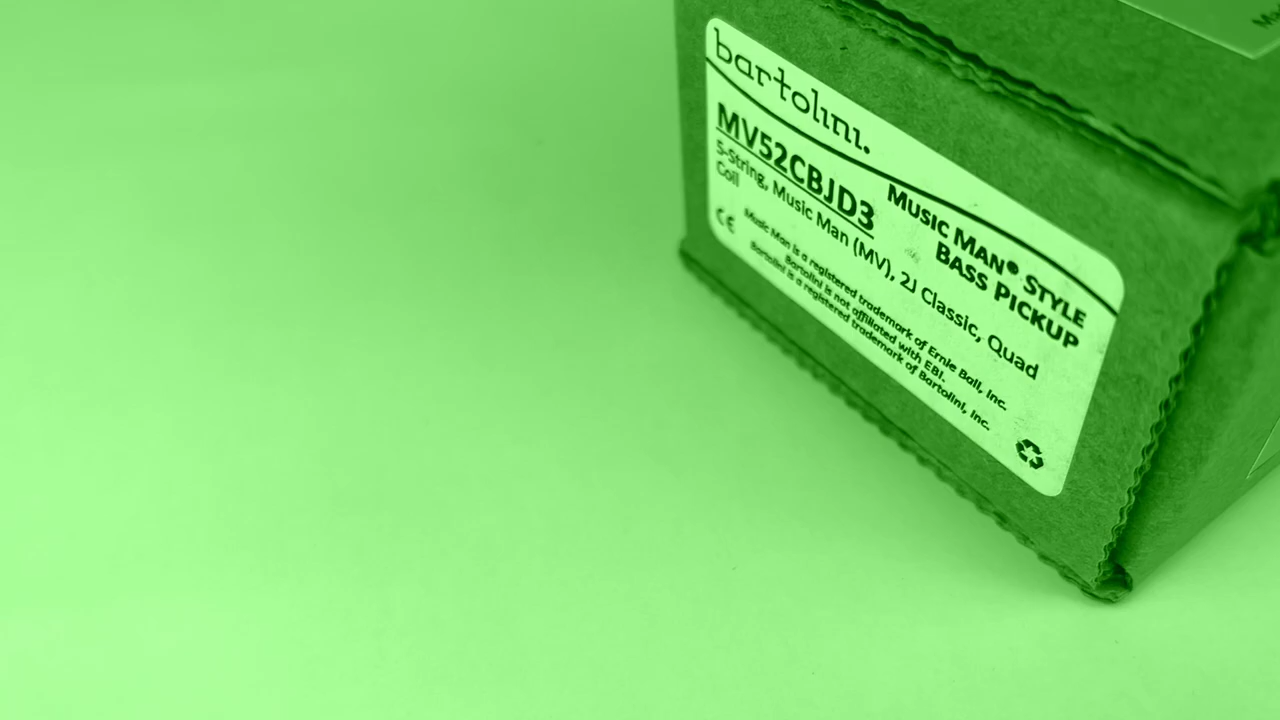 bartolini.
MUSIC MAN® STYLE
BASS PICKUP
MV52CBJD3
5-String, Music Man (MV), 2J Classic, Quad
Coil
CE
Music Man is a registered trademark of Ernie Ball, Inc.
Bartolini is not affiliated with EBI.
Bartolini is a registered trademark of Bartolini, Inc.